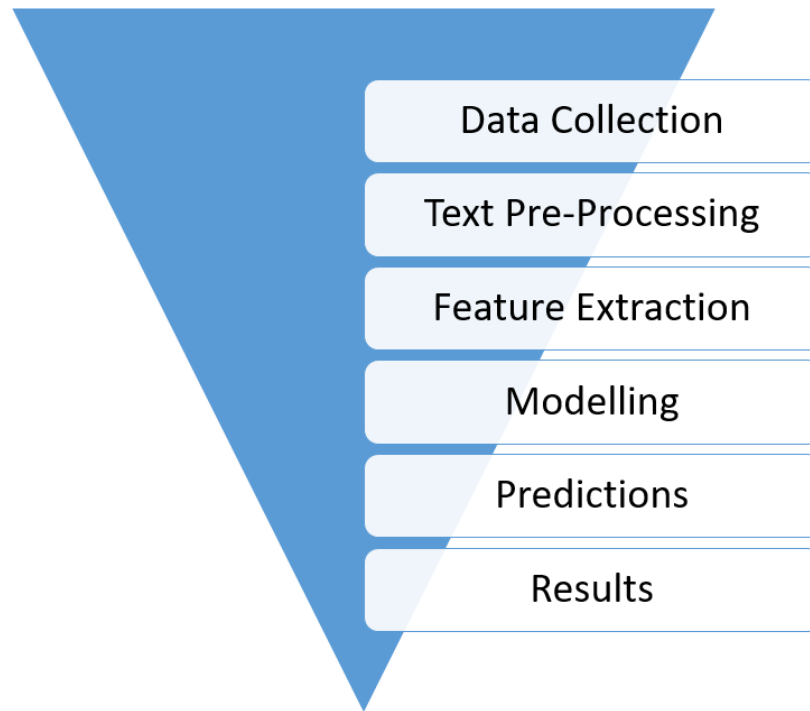 Data Collection
Text Pre-Processing
Feature Extraction
Modelling
Predictions
Results